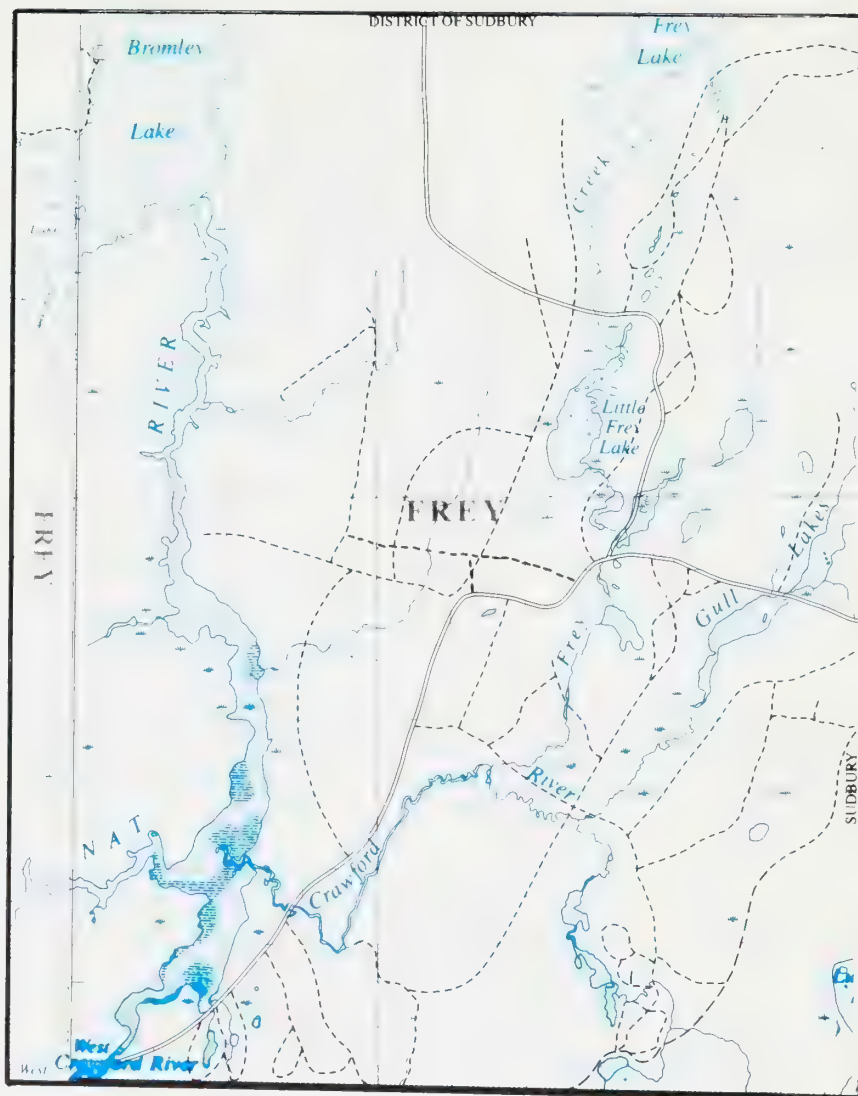 DISTRICT OF SUDBURY
Bromley
Lake
Frey
Lake
Creek
RIVER
Little
Frey
Lake
FREY
FREY
Lakes
Gull
Frey
River
SUDBURY
NAT
Crawford
West
Crawford River
West